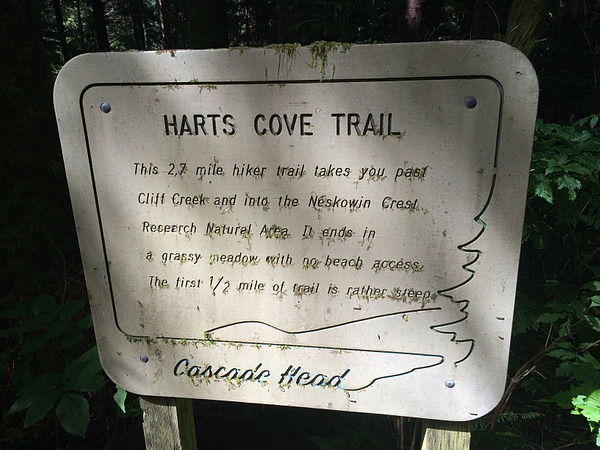 HARTS COVE TRAIL
This 2.7 mile hiker trail takes you past
Cliff Creek and into the Neskowin Crest
Research Natural Area. It ends in
a grassy meadow with no beach access.
The first 1/2 mile of trail is rather steep.
Cascade Head